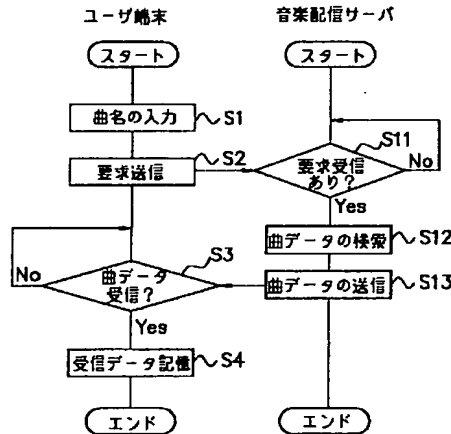 ユーザ端末
音楽配信サーバ
スタート
スタート
曲名の入力
S1
S11
要求送信
S2
要求受信
あり?
No
Yes
曲データの検索
S12
S3
No
曲データ
受信?
曲データの送信
S13
Yes
受信データ記憶
S4
エンド
エンド